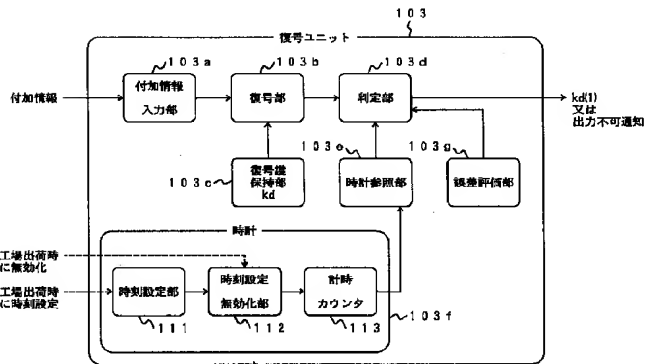 103
復号ユニット
103a
103b
103d
付加情報
付加情報
入力部
復号部
判定部
kd(1)
又は
出力不可通知
103e
103g
103c
復号鍵
保持部
kd
時計参照部
誤差評価部
時計
工場出荷時
に無効化
工場出荷時
に時刻設定
時刻設定部
時刻設定
無効化部
計時
カウンタ
111
112
113
103f